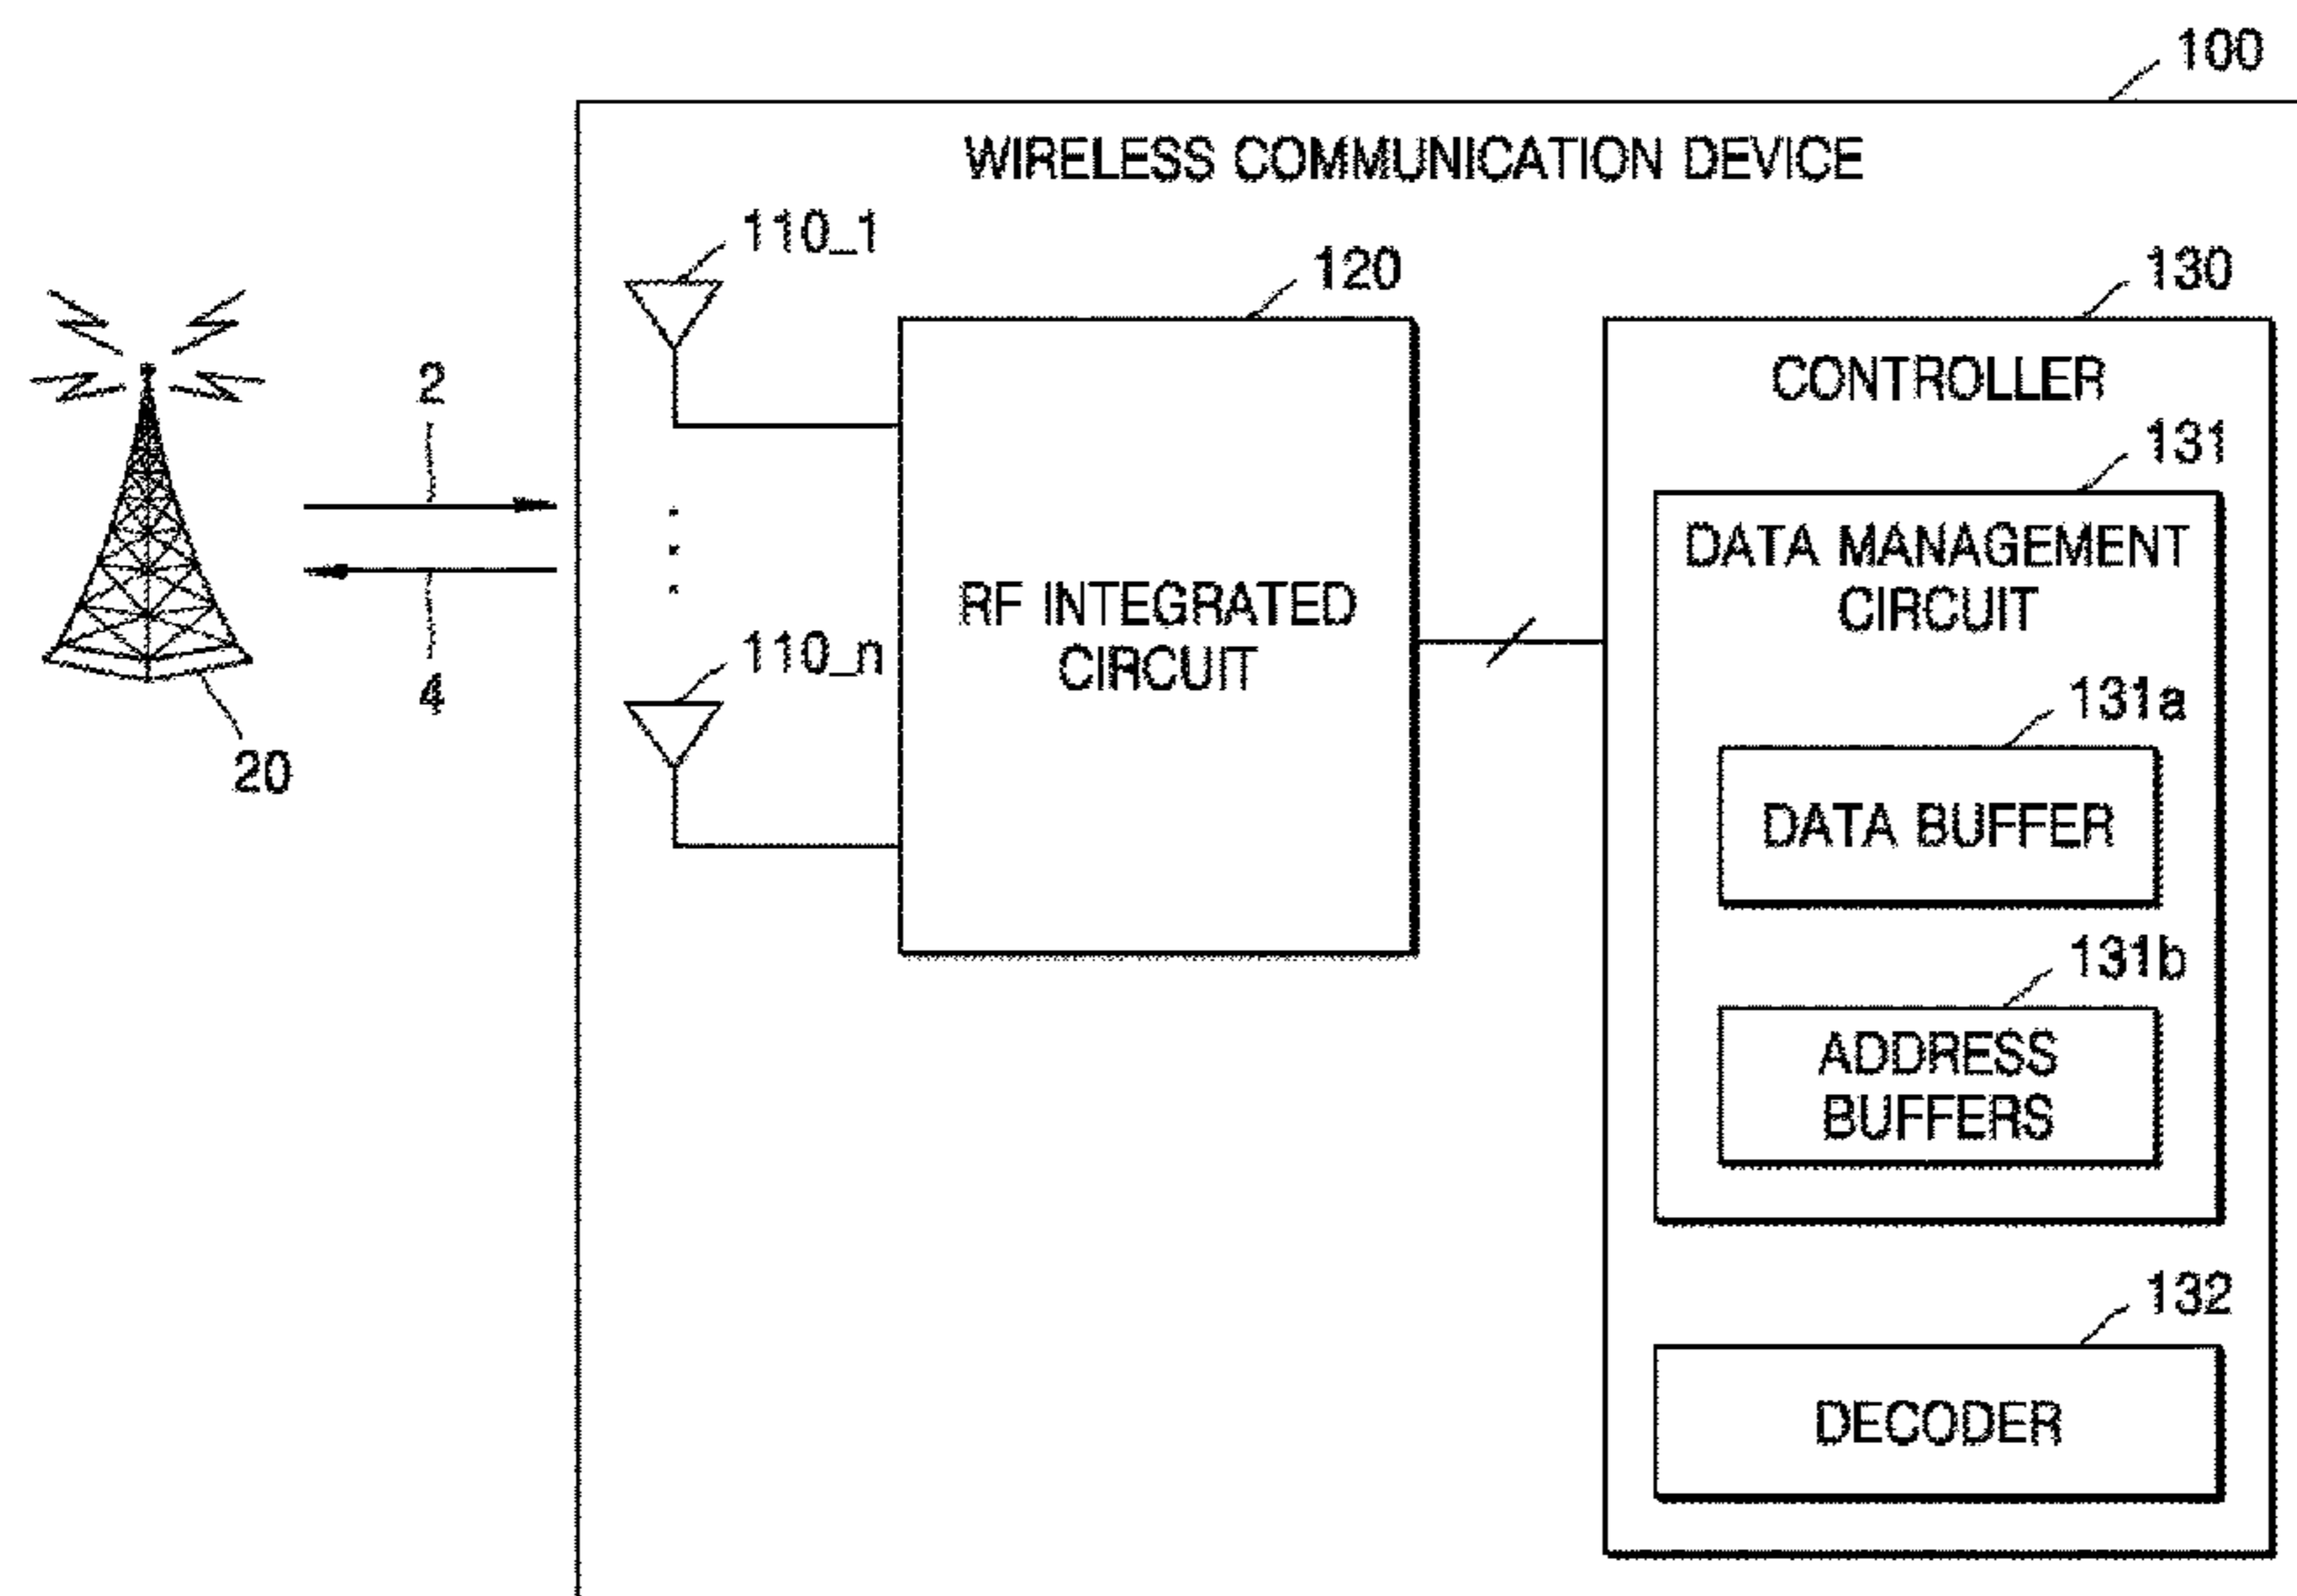 100
WIRELESS COMMUNICATION DEVICE
110_1
120
130
2
CONTROLLER
131
DATA MANAGEMENT
CIRCUIT
RF INTEGRATED
CIRCUIT
110_n
4
131a
20
DATA BUFFER
131b
ADDRESS
BUFFERS
132
DECODER